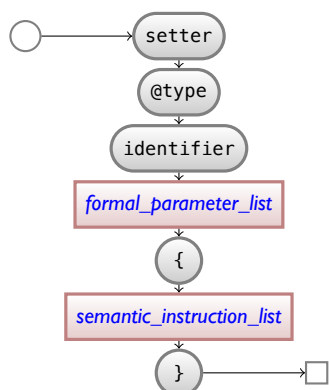 setter
@type
identifier
formal_parameter_list
{
semantic_instruction_list
}